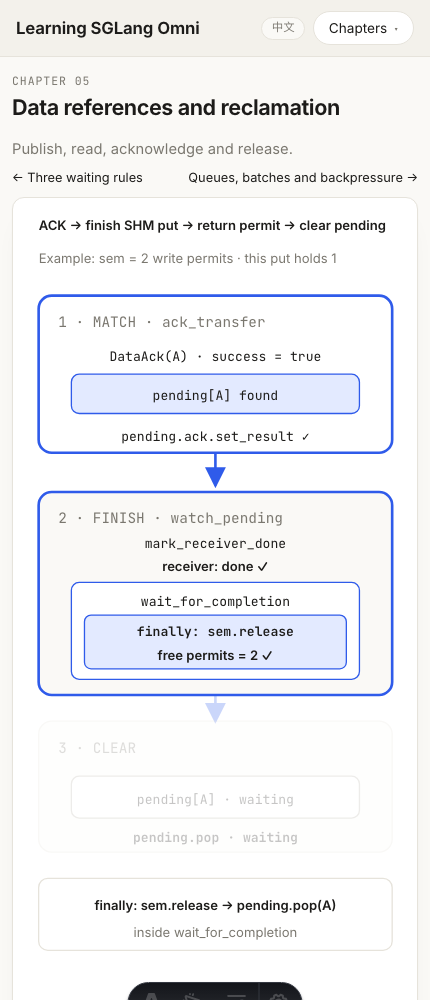 Learning SGLang Omni
中文
Chapters
CHAPTER 05
Data references and reclamation
Publish, read, acknowledge and release.
← Three waiting rules
Queues, batches and backpressure →
ACK → finish SHM put → return permit → clear pending
Example: sem = 2 write permits · this put holds 1
1 · MATCH · ack_transfer
DataAck(A) · success = true
pending[A] found
pending.ack.set_result ✓
2 · FINISH · watch_pending
mark_receiver_done
receiver: done ✓
wait_for_completion
finally: sem.release
free permits = 2 ✓
3 · CLEAR
pending[A] · waiting
pending.pop · waiting
finally: sem.release → pending.pop(A)
inside wait_for_completion